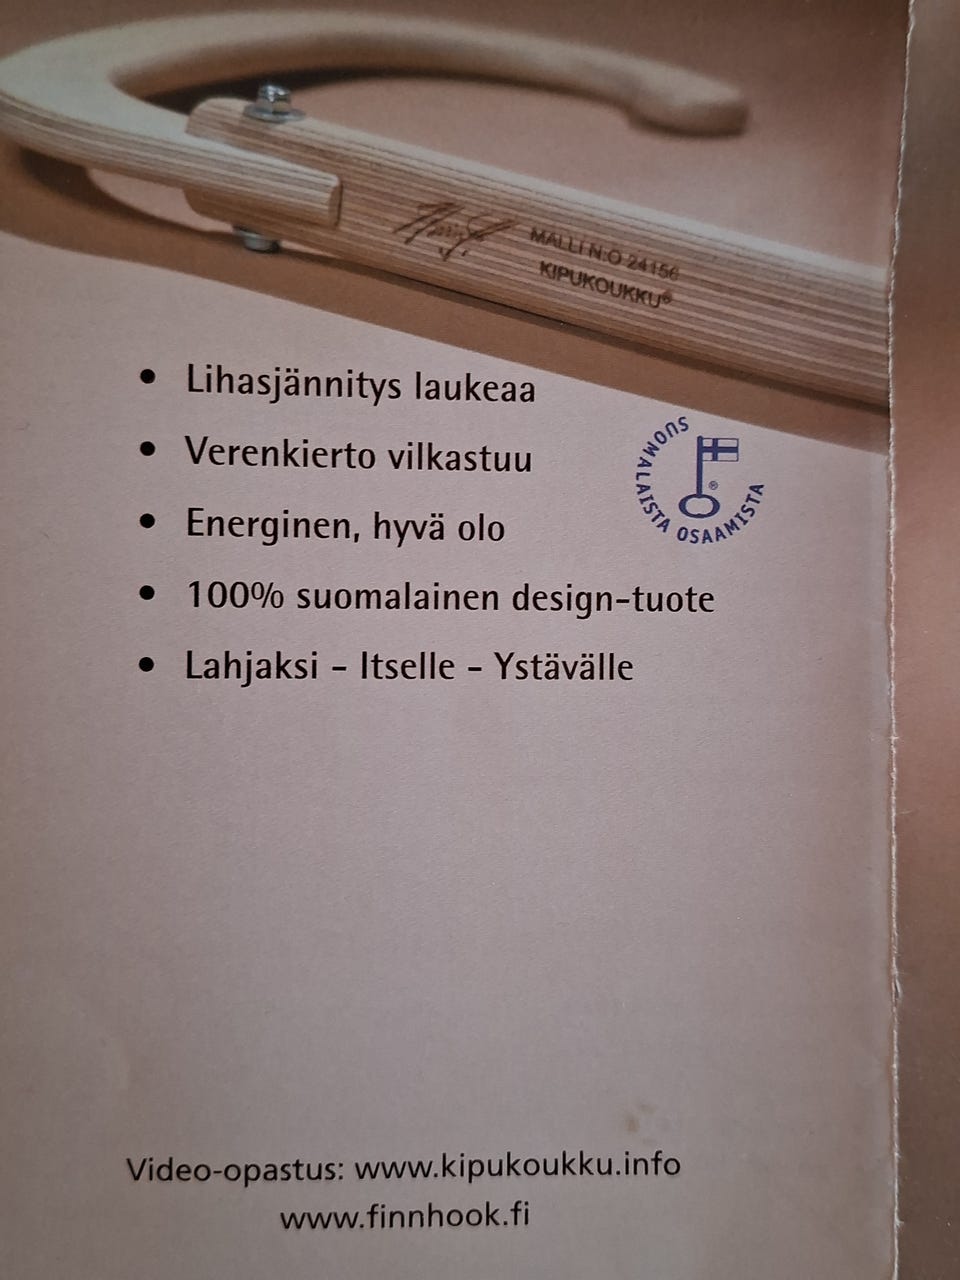 MALLI N:O 24156
KIPUKOUKKU®
• Lihasjännitys laukeaa
• Verenkierto vilkastuu
• Energinen, hyvä olo
• 100% suomalainen design-tuote
• Lahjaksi - Itselle - Ystävälle
SUOMALAISTA OSAAMISTA
®
Video-opastus: www.kipukoukku.info
www.finnhook.fi